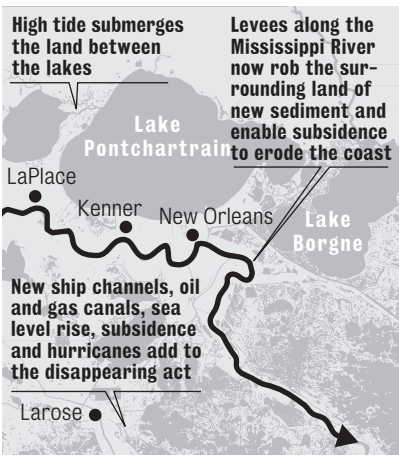 High tide submerges
the land between
the lakes
Levees along the
Mississippi River
now rob the sur-
rounding land of
new sediment and
enable subsidence
to erode the coast
Lake
Pontchartrain
LaPlace
Kenner
New Orleans
Lake
Borgne
New ship channels, oil
and gas canals, sea
level rise, subsidence
and hurricanes add to
the disappearing act
Larose